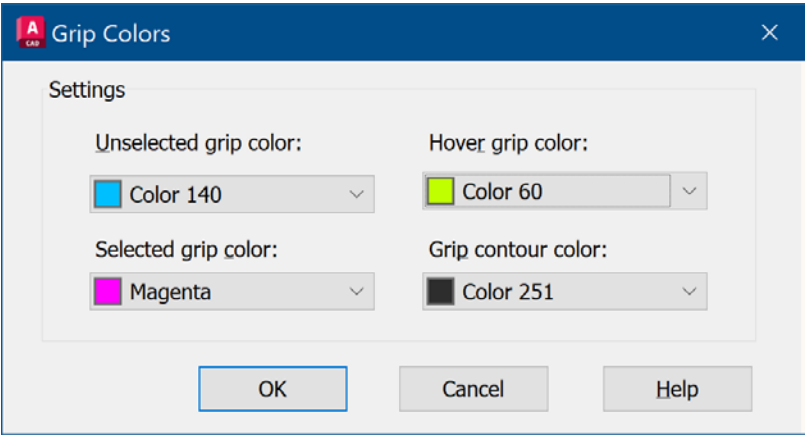 A
CAD
Grip Colors
Settings
Unselected grip color:
Hover grip color:
Color 140
Color 60
Selected grip color:
Grip contour color:
Magenta
Color 251
OK
Cancel
Help